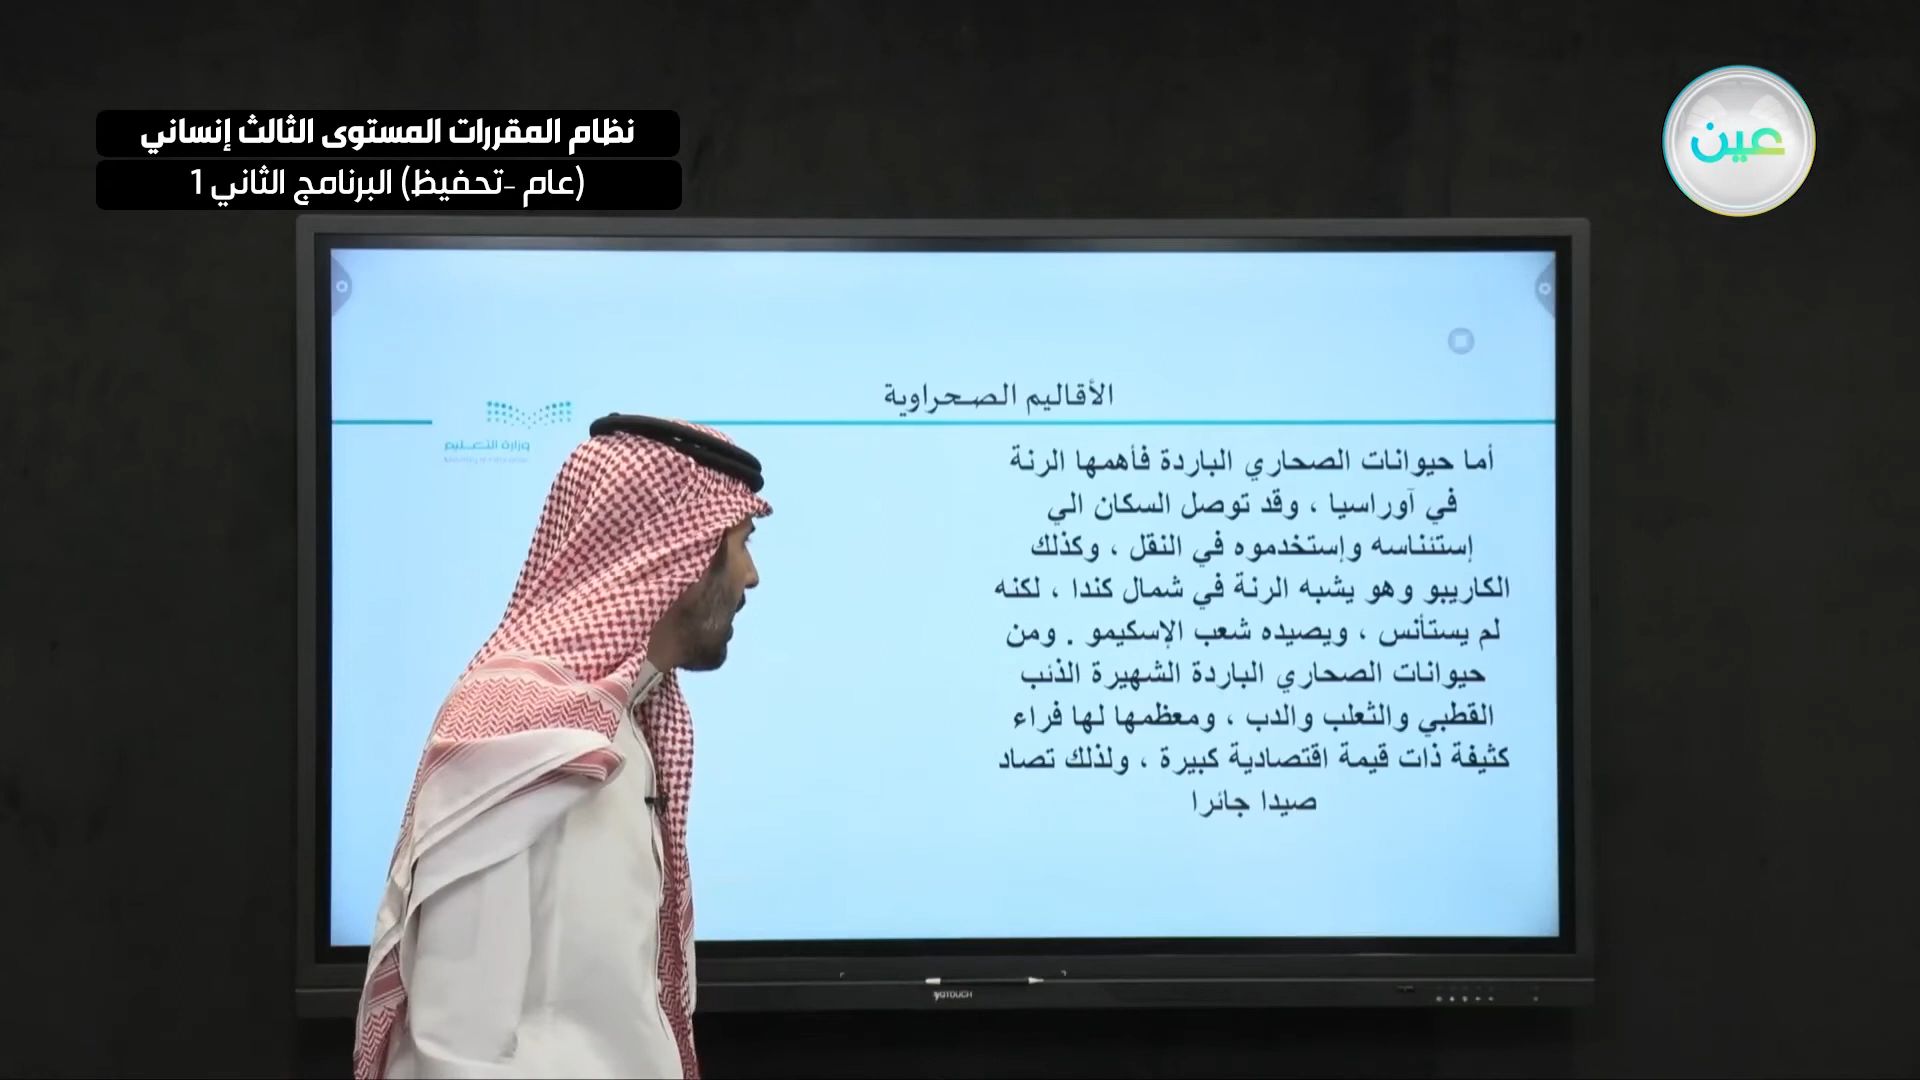 نظام المقررات المستوى الثالث إنساني
(عام -تحفيظ) البرنامج الثاني 1
عين
الأقاليم الصحراوية
وزارة التعليم
أما حيوانات الصحاري الباردة فأهمها الرنة
في آوراسيا ، وقد توصل السكان الي
إستئناسه وإستخدموه في النقل ، وكذلك
الكاريبو وهو يشبه الرنة في شمال كندا ، لكنه
لم يستأنس ، ويصيده شعب الإسكيمو . ومن
حيوانات الصحاري الباردة الشهيرة الذئب
القطبي والثعلب والدب ، ومعظمها لها فراء
كثيفة ذات قيمة اقتصادية كبيرة ، ولذلك تصاد
صيدا جائرا